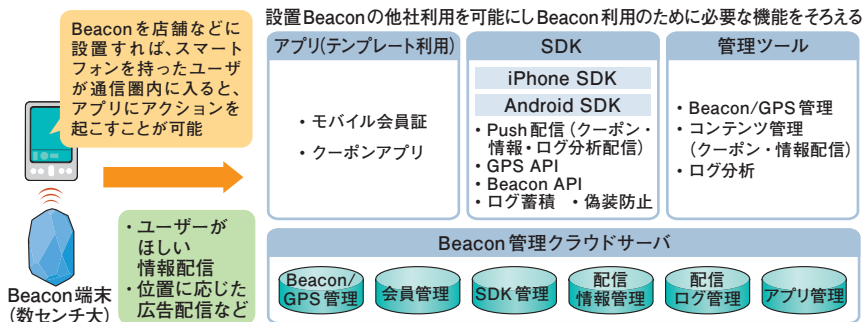 設置Beaconの他社利用を可能にしBeacon利用のために必要な機能をそろえる
Beaconを店舗などに
設置すれば、スマート
フォンを持ったユーザ
が通信圏内に入ると、
アプリにアクションを
起こすことが可能
Beacon端末
(数センチ大)
・ユーザーが
ほしい
情報配信
・位置に応じた
広告配信など
アプリ(テンプレート利用)
・モバイル会員証
・クーポンアプリ
SDK
iPhone SDK
Android SDK
・Push配信(クーポン・
情報・ログ分析配信)
・GPS API
・Beacon API
・ログ蓄積 ・偽装防止
管理ツール
・Beacon/GPS管理
・コンテンツ管理
(クーポン・情報配信)
・ログ分析
Beacon管理クラウドサーバ
Beacon/
GPS管理
会員管理
SDK管理
配信
情報管理
配信
ログ管理
アプリ管理